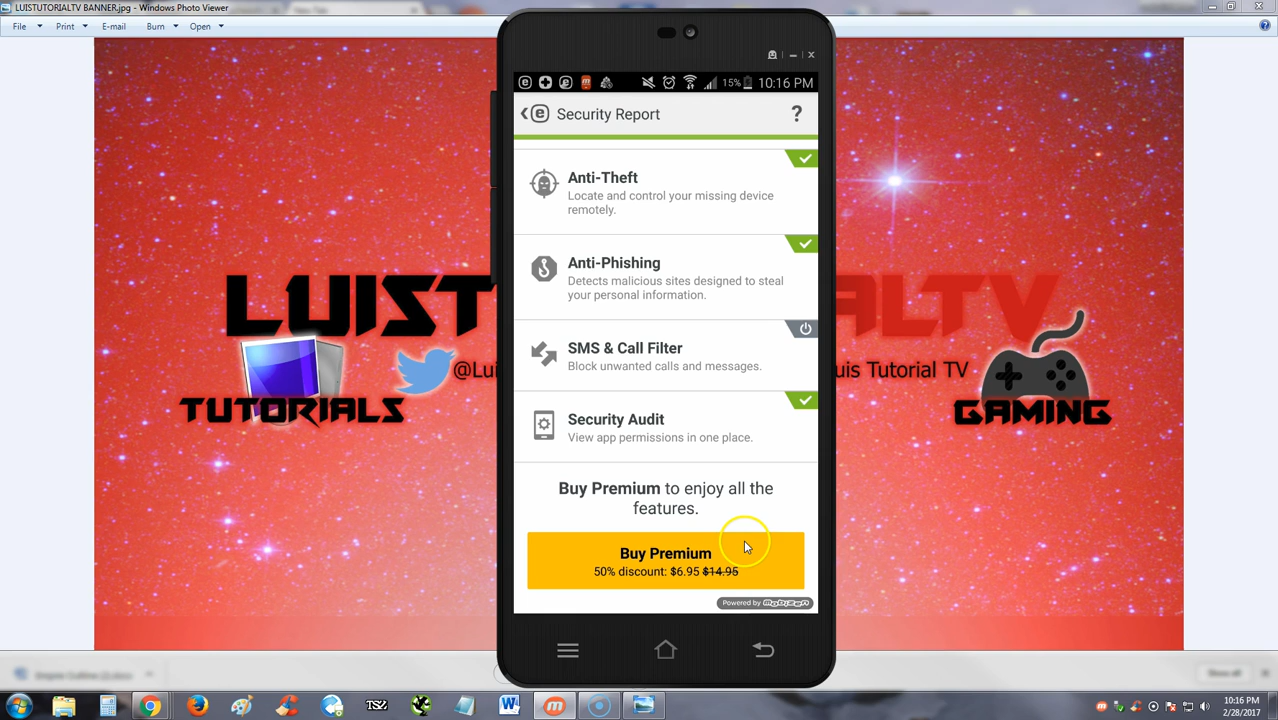 LUISTUTORIALTV BANNER.jpg - Windows Photo Viewer
File Print E-mail Burn Open
15% 10:16 PM
Security Report ?
Anti-Theft
Locate and control your missing device
remotely.
Anti-Phishing
Detects malicious sites designed to steal
your personal information.
SMS & Call Filter
Block unwanted calls and messages.
Security Audit
View app permissions in one place.
Buy Premium to enjoy all the
features.
Buy Premium
50% discount: $6.95 $14.95
Powered by mobizen
LUIST ALTV
@Lui uis Tutorial TV
TUTORIALS GAMING
Show all
10:16 PM
2/28/2017